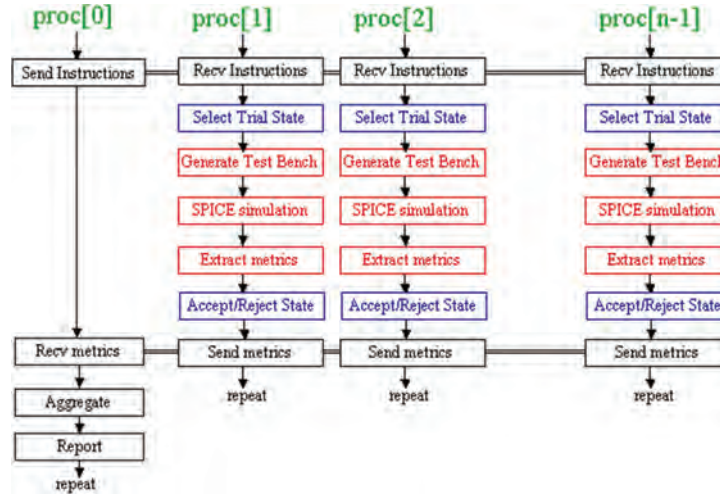 proc[0] proc[1] proc[2] proc[n-1]
Send Instructions Recv Instructions Recv Instructions Recv Instructions
Select Trial State Select Trial State Select Trial State
Generate Test Bench Generate Test Bench Generate Test Bench
SPICE simulation SPICE simulation SPICE simulation
Extract metrics Extract metrics Extract metrics
Accept/Reject State Accept/Reject State Accept/Reject State
Recv metrics Send metrics Send metrics Send metrics
Aggregate repeat repeat repeat
Report
repeat